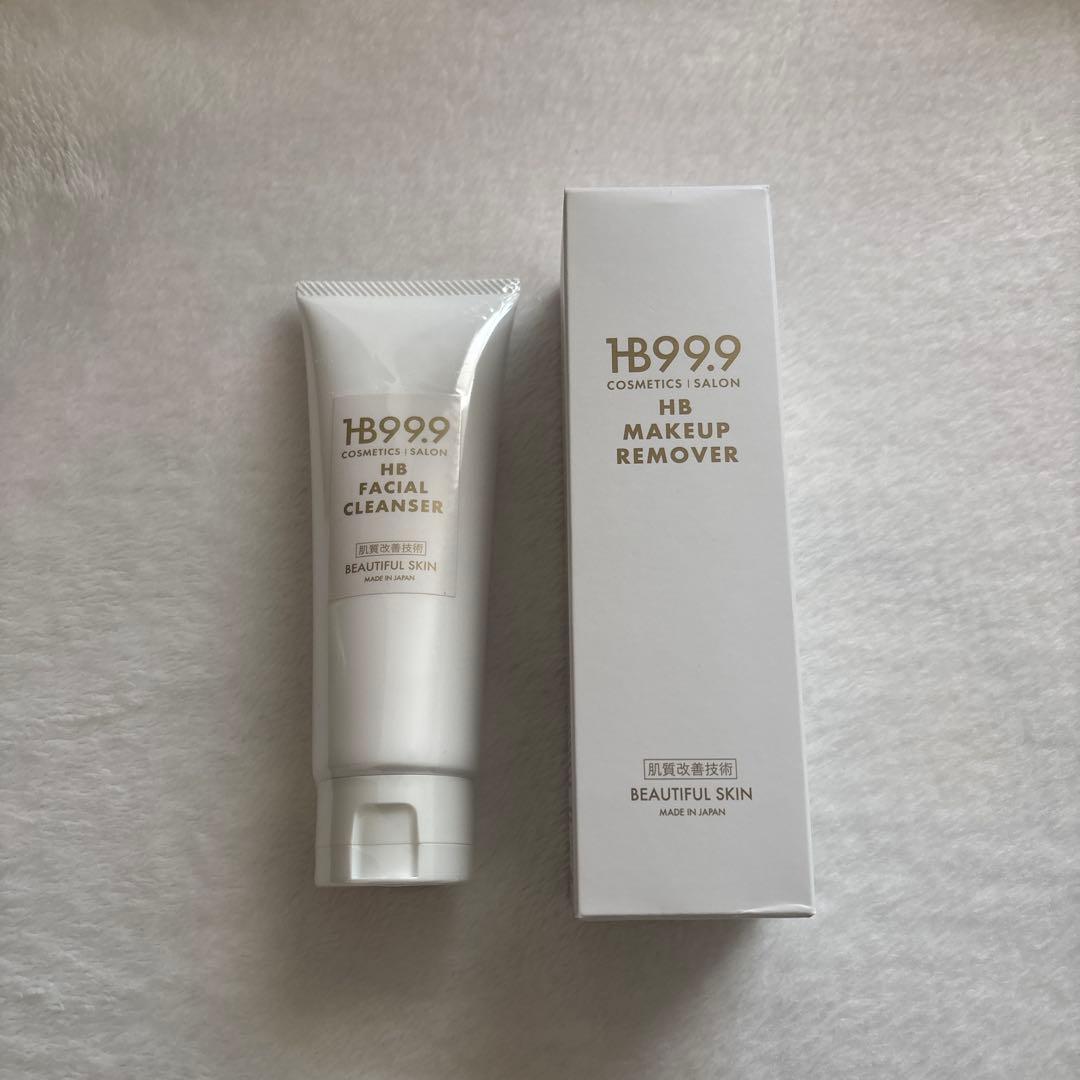 HB99.9
COSMETICS | SALON
HB
FACIAL
CLEANSER
肌質改善技術
BEAUTIFUL SKIN
MADE IN JAPAN
HB99.9
COSMETICS | SALON
HB
MAKEUP
REMOVER
肌質改善技術
BEAUTIFUL SKIN
MADE IN JAPAN